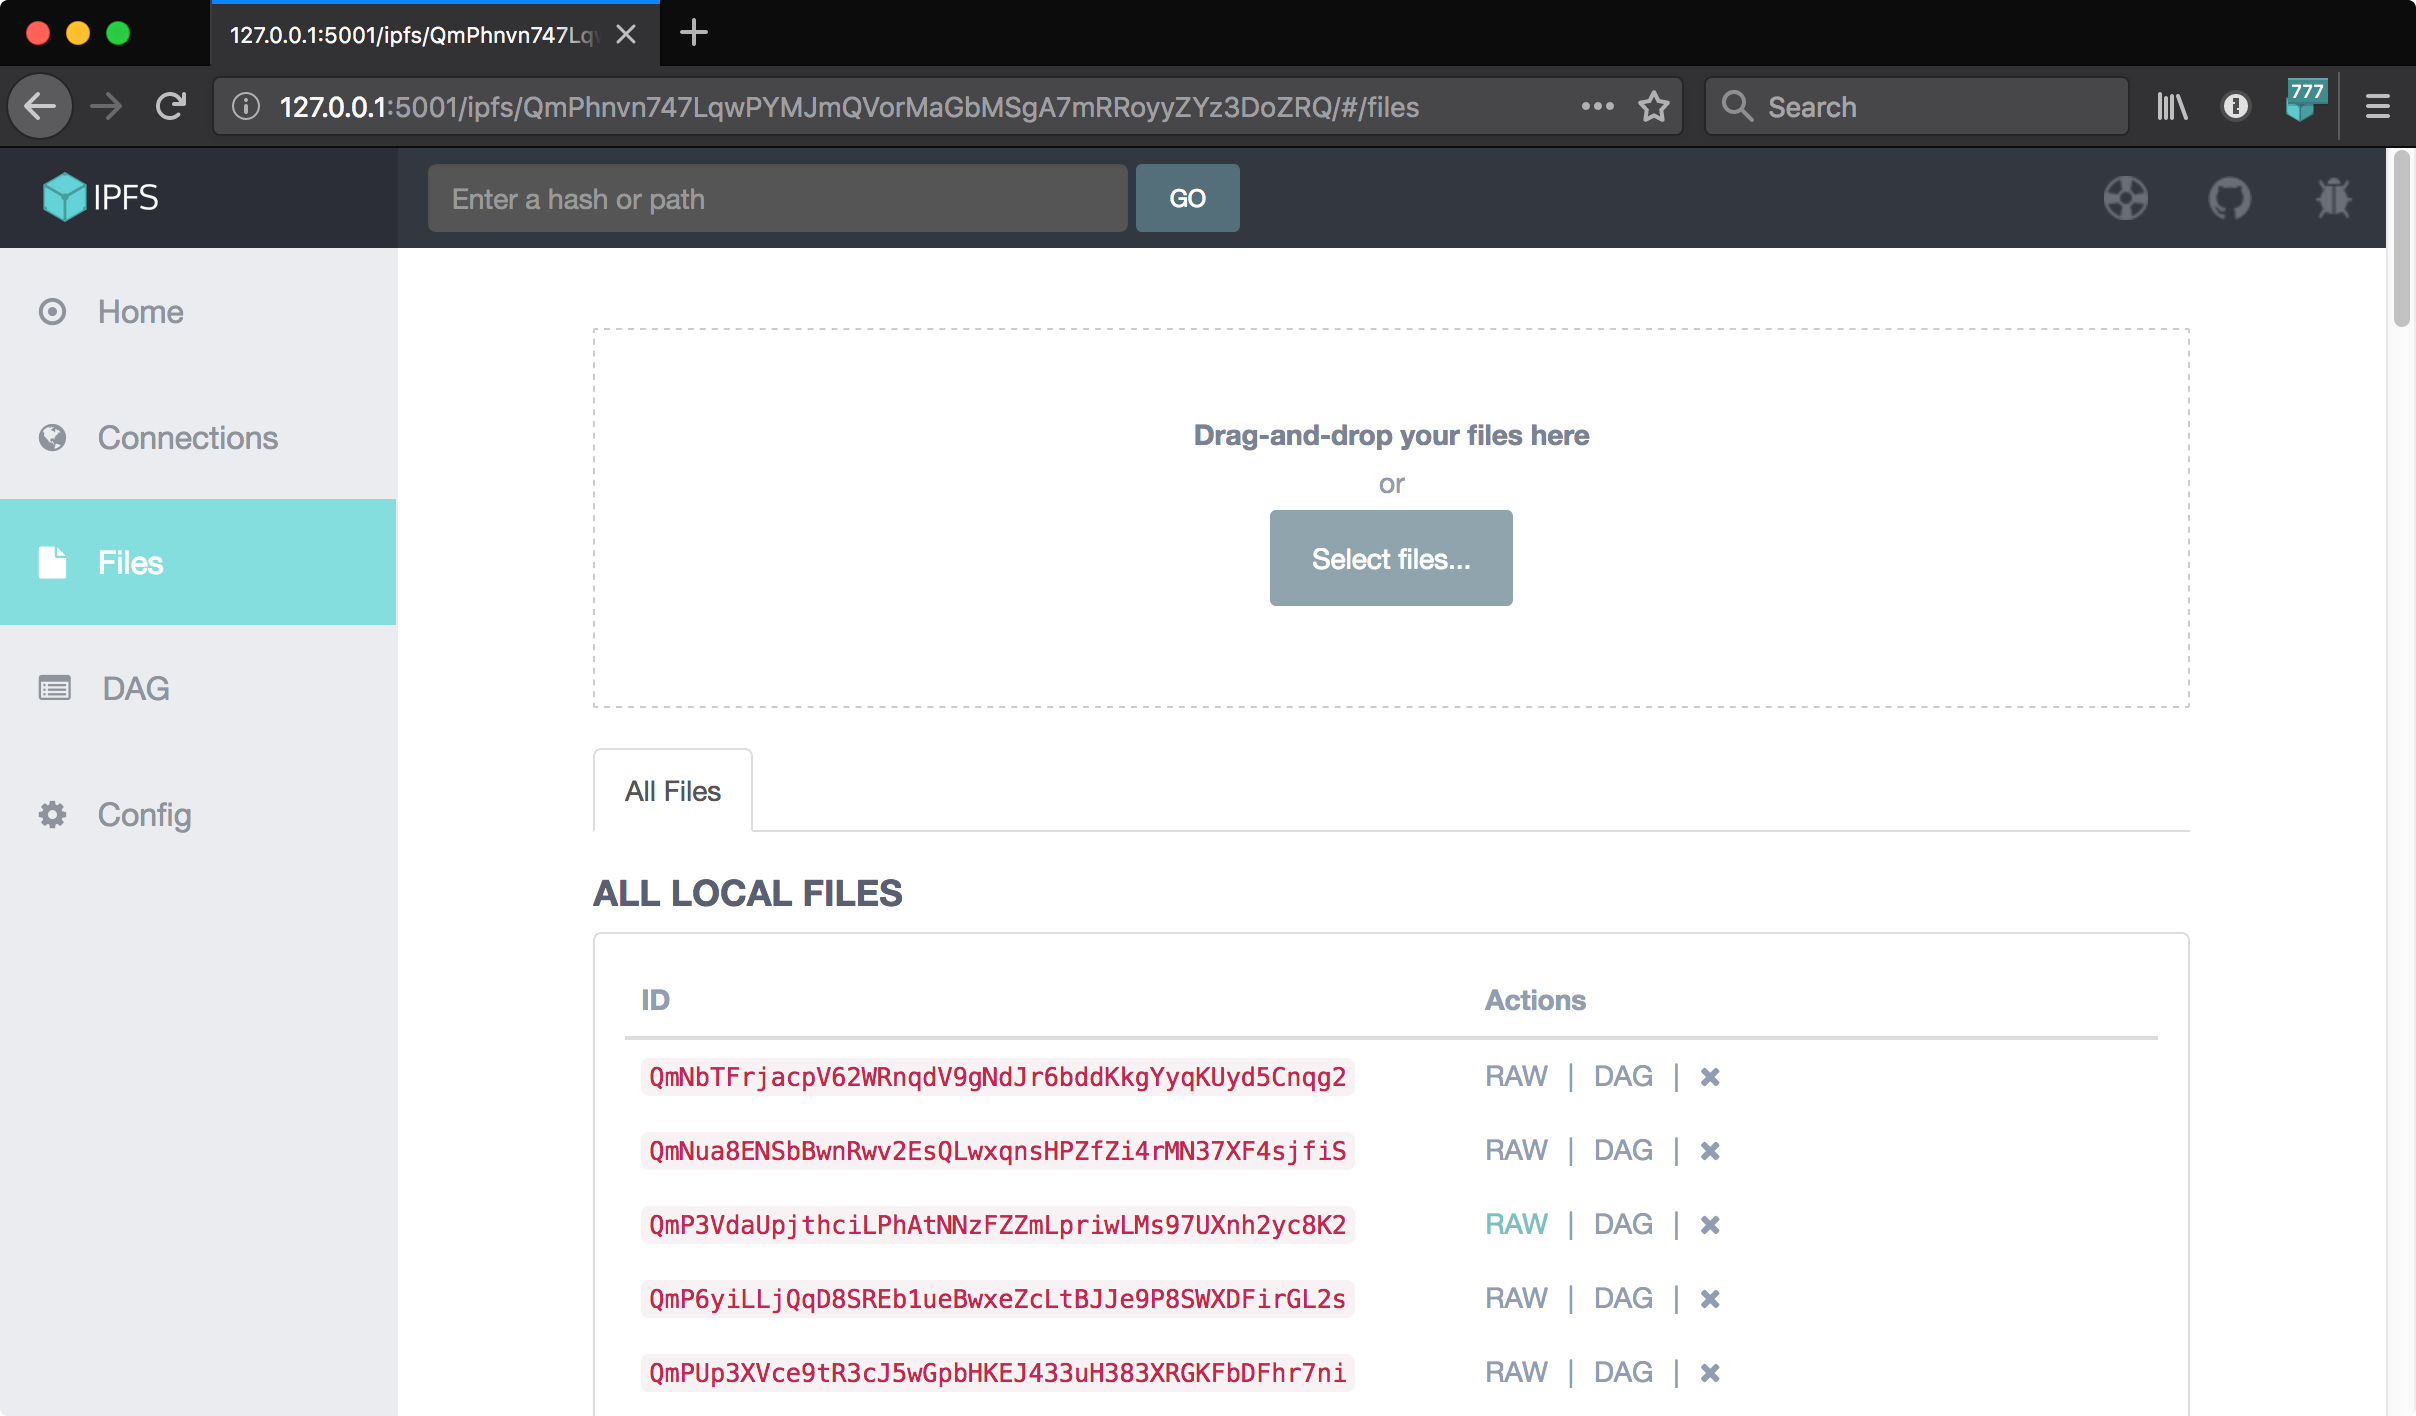 127.0.0.1:5001/ipfs/QmPhnvn747Lqw
127.0.0.1:5001/ipfs/QmPhnvn747LqwPYMJmQVorMaGbMSgA7mRRoyyZYz3DoZRQ/#/files
Search
777
IPFS
Enter a hash or path
GO
Home
Connections
Files
DAG
Config
Drag-and-drop your files here
or
Select files...
All Files
ALL LOCAL FILES
ID Actions
QmNbTFrjacpV62WRnqdV9gNdJr6bddKkgYyqKUyd5Cnqg2 RAW | DAG | ✖
QmNua8ENSbBwnRwv2EsQLwxqnsHPZfZi4rMN37XF4sjfiS RAW | DAG | ✖
QmP3VdaUpjthciLPhAtNNzFZZmLpriwLMs97UXnh2yc8K2 RAW | DAG | ✖
QmP6yiLLjQqD8SREb1ueBwxeZcLtBJJe9P8SWXDFirGL2s RAW | DAG | ✖
QmPUp3XVce9tR3cJ5wGpbHKEJ433uH383XRGKFbDFhr7ni RAW | DAG | ✖